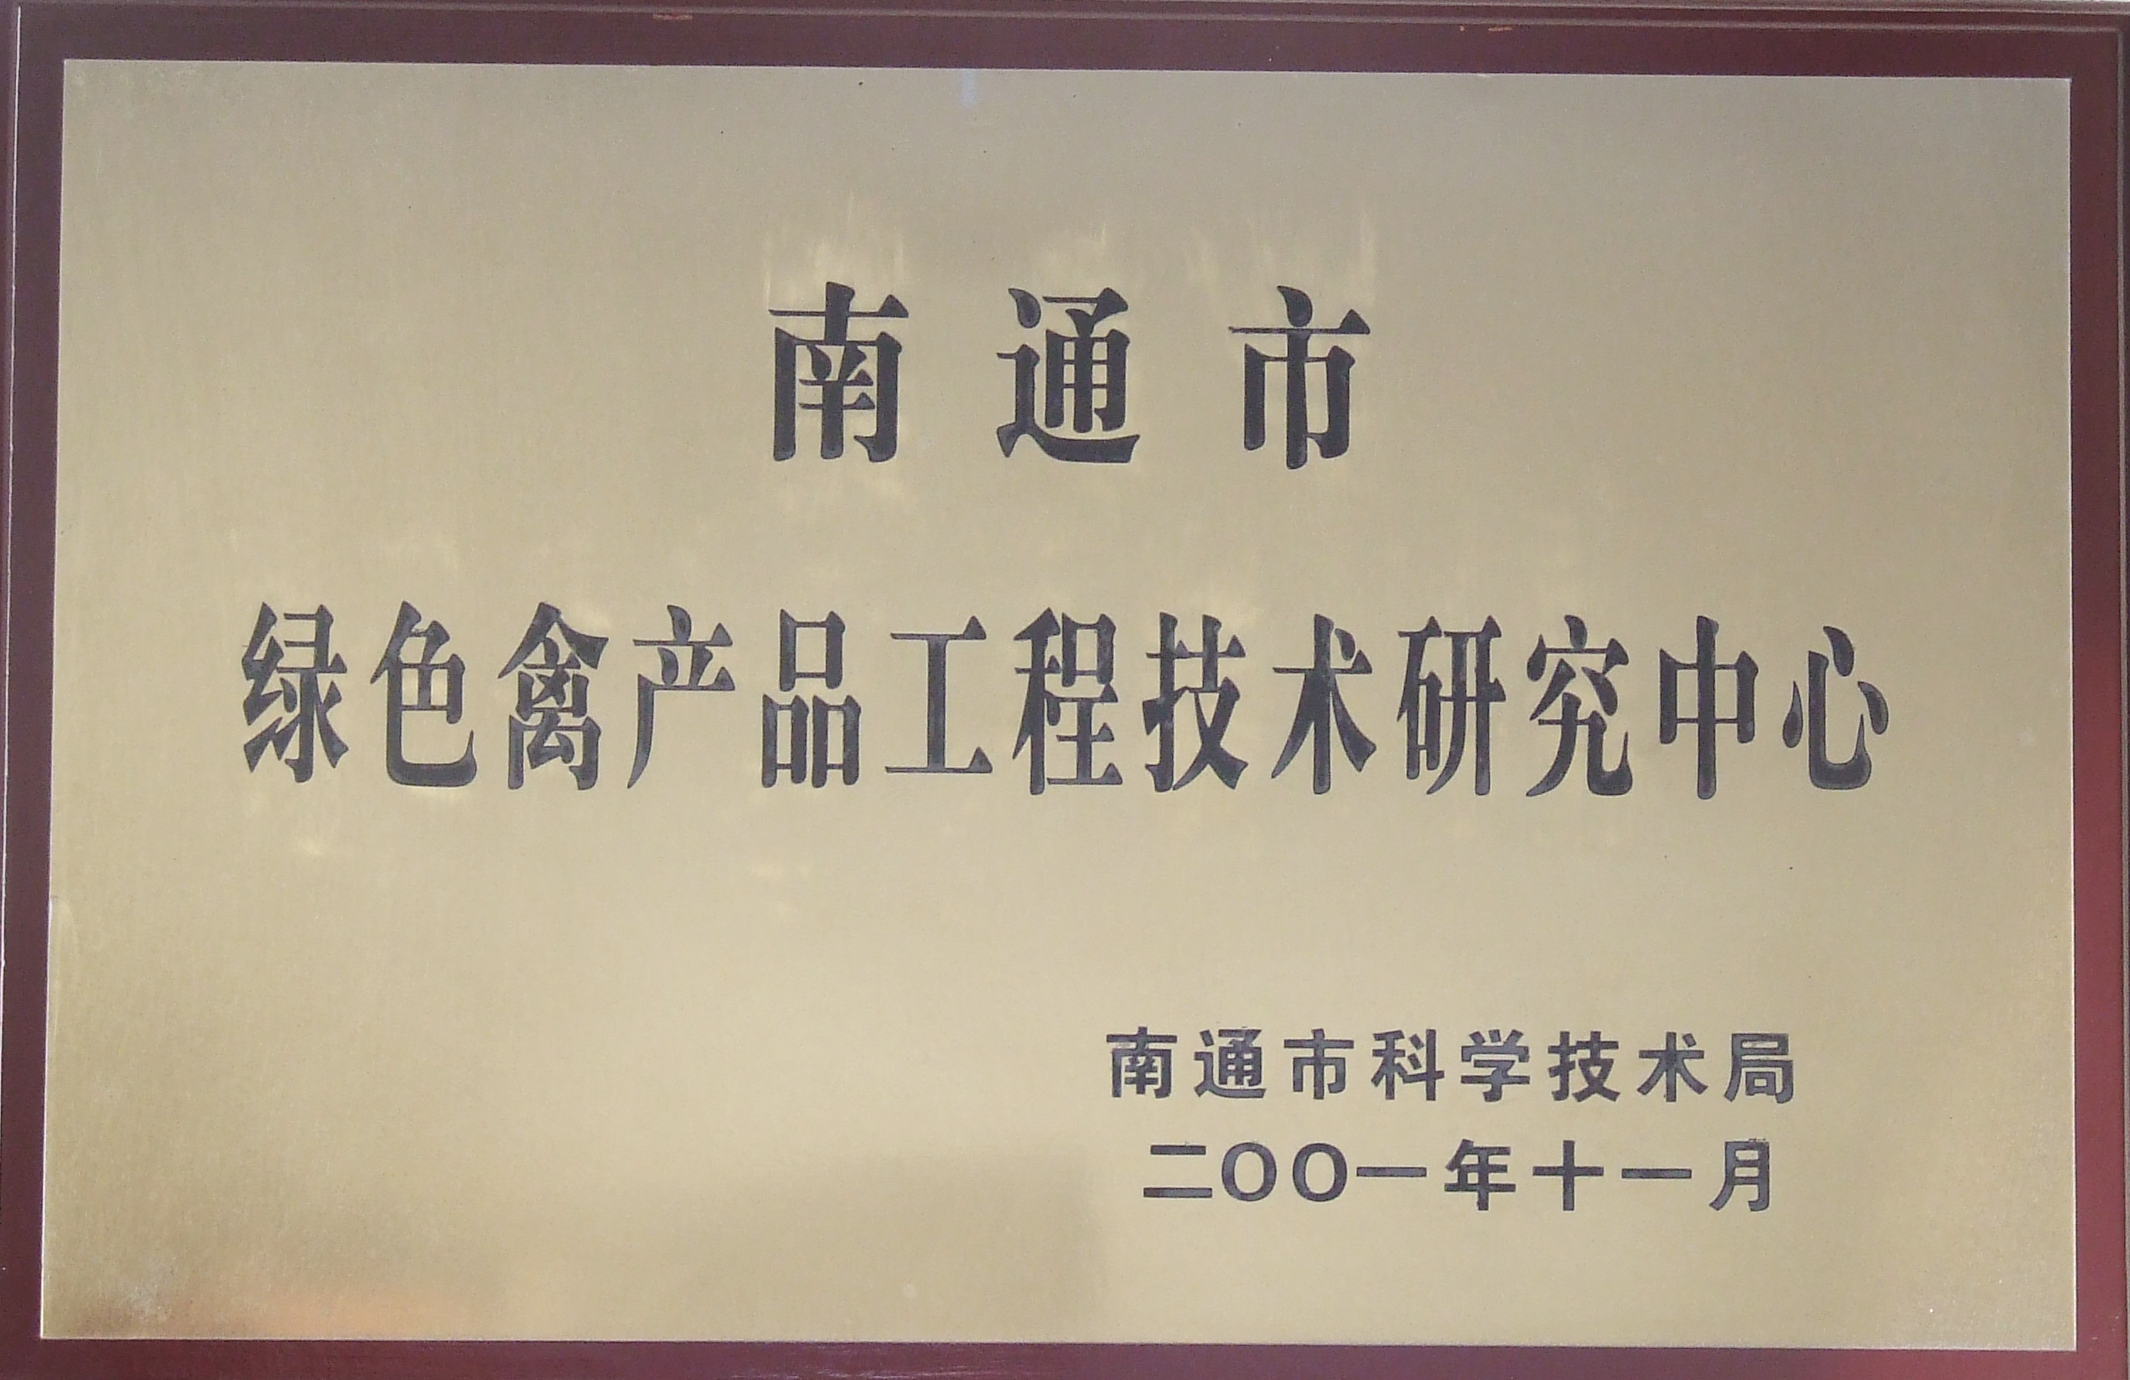 南通市
绿色禽产品工程技术研究中心
南通市科学技术局
二〇〇一年十一月